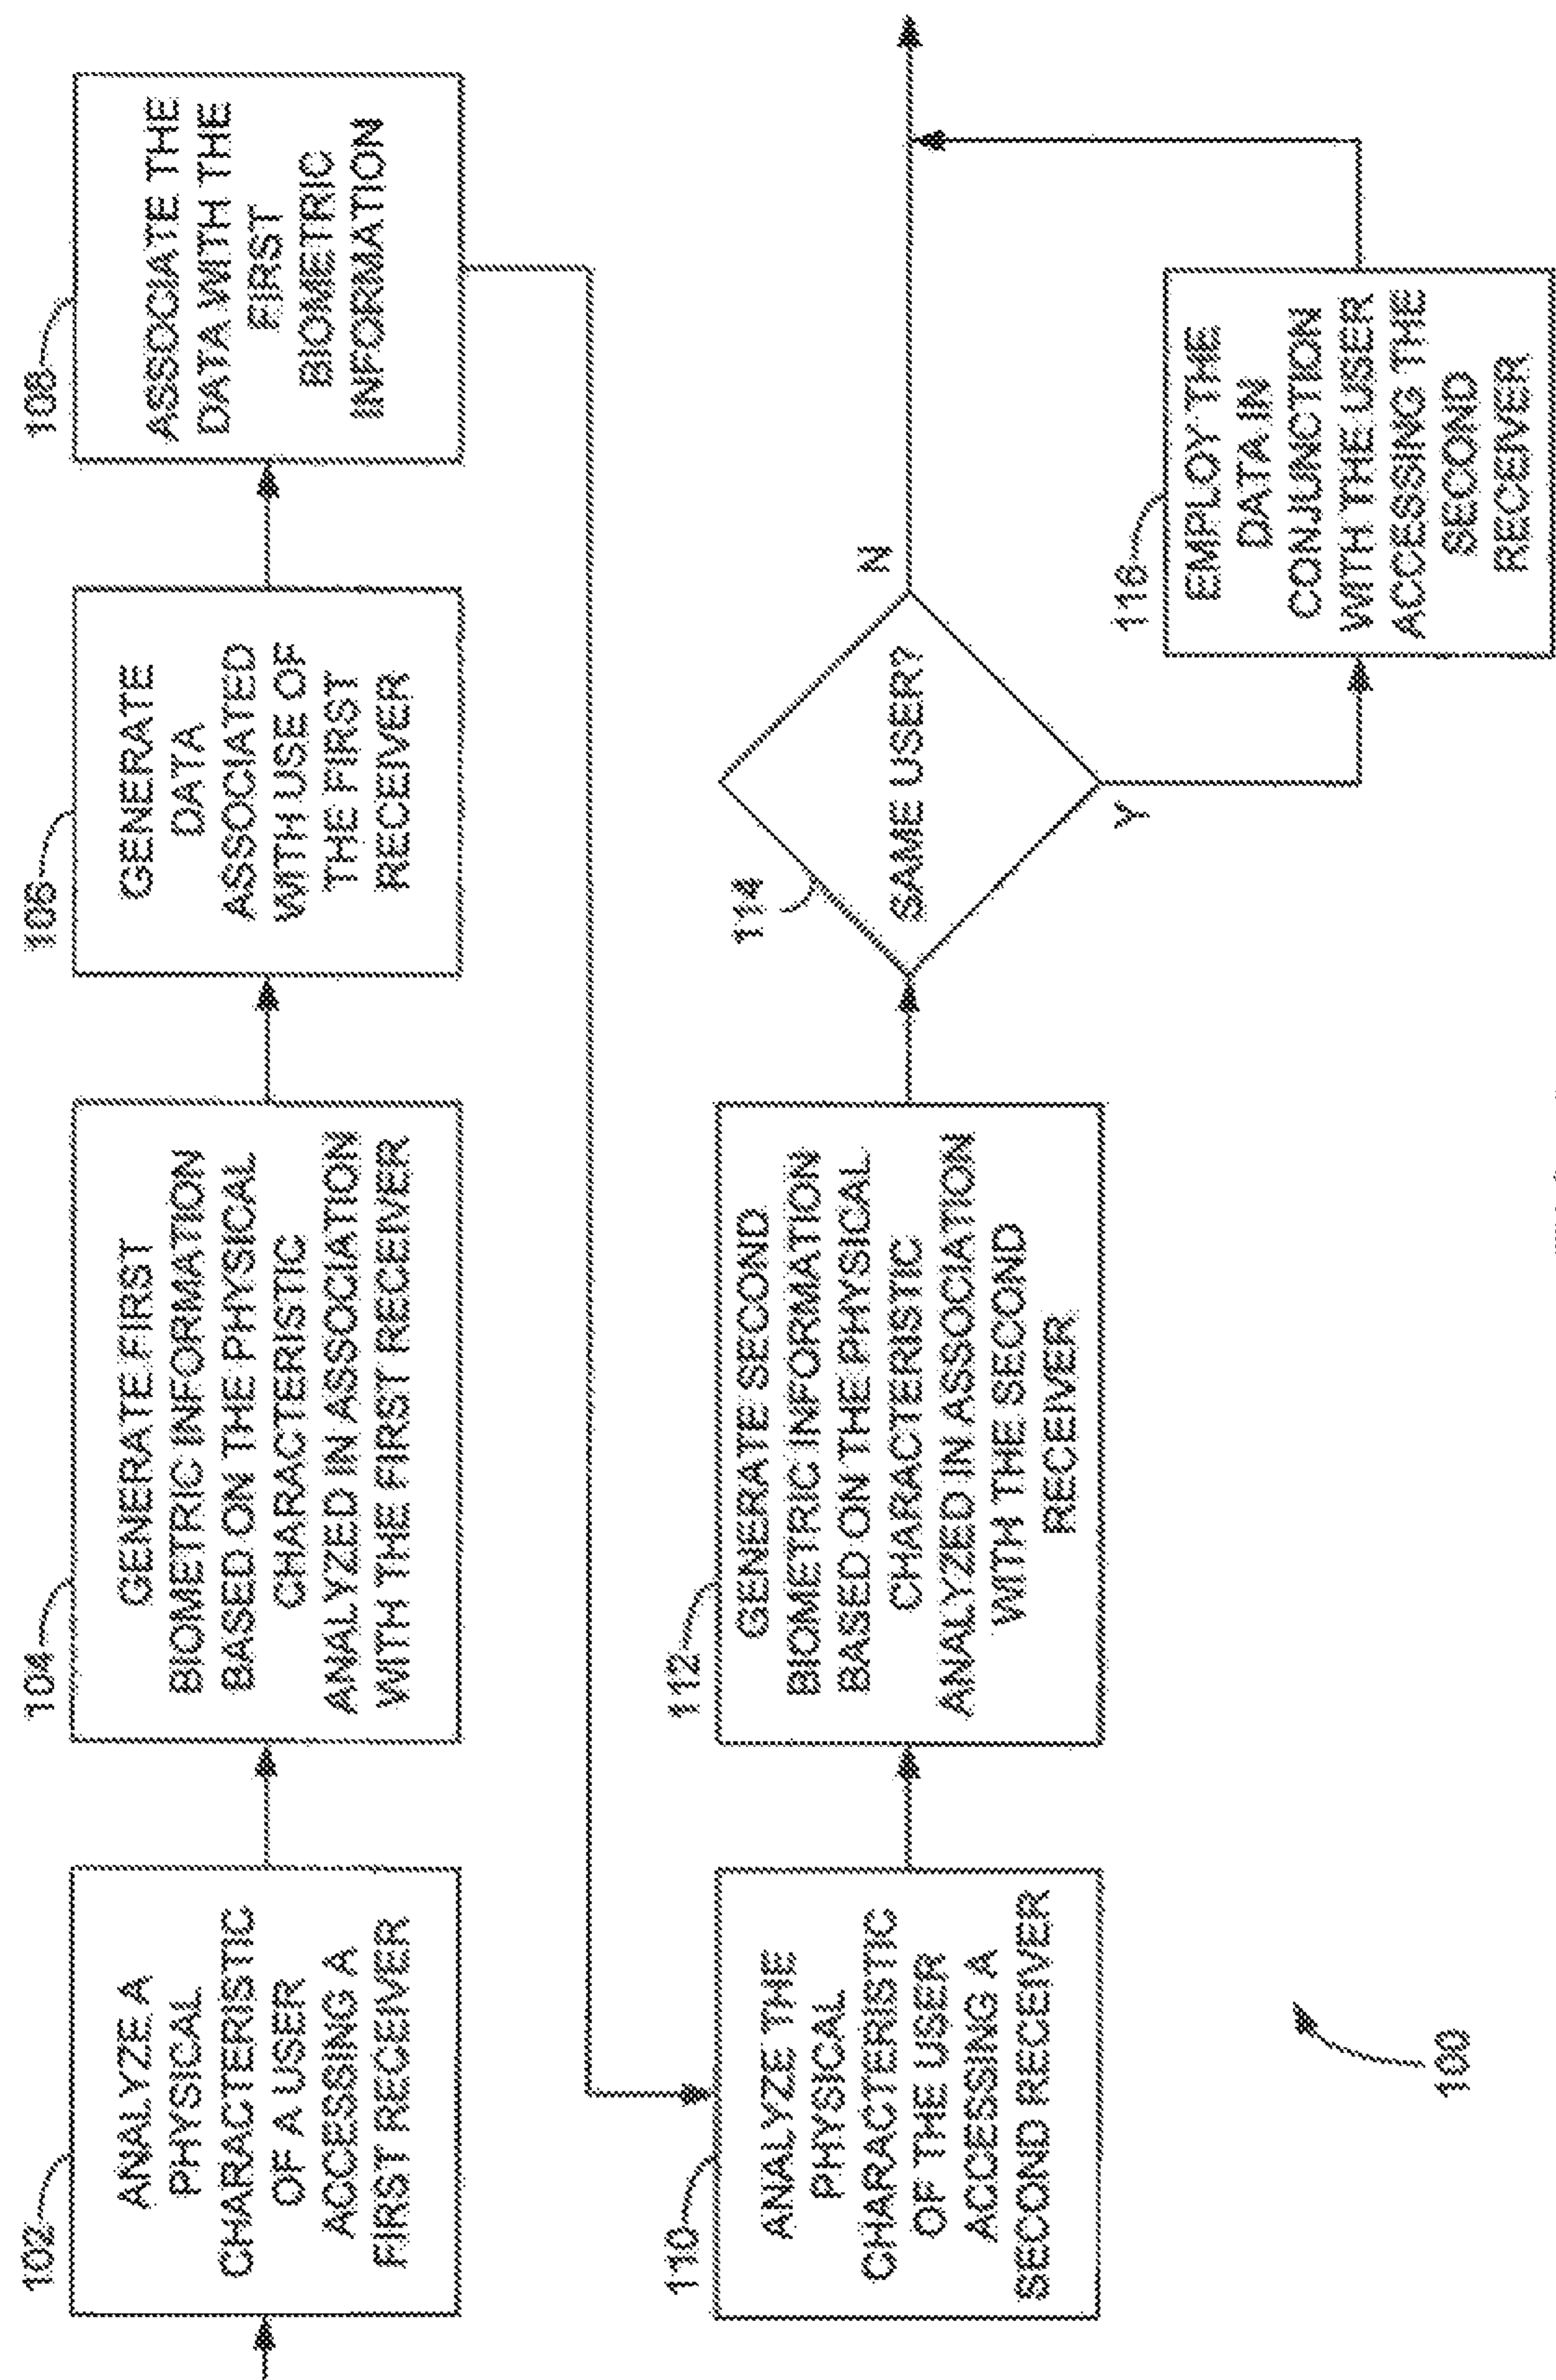 102
ANALYZE A
PHYSICAL
CHARACTERISTIC
OF A USER
ACCESSING A
FIRST RECEIVER
104
GENERATE FIRST
BIOMETRIC INFORMATION
BASED ON THE PHYSICAL
CHARACTERISTIC
ANALYZED IN ASSOCIATION
WITH THE FIRST RECEIVER
106
GENERATE
DATA
ASSOCIATED
WITH USE OF
THE FIRST
RECEIVER
108
ASSOCIATE THE
DATA WITH THE
FIRST
BIOMETRIC
INFORMATION
110
ANALYZE THE
PHYSICAL
CHARACTERISTIC
OF THE USER
ACCESSING A
SECOND RECEIVER
112
GENERATE SECOND
BIOMETRIC INFORMATION
BASED ON THE PHYSICAL
CHARACTERISTIC
ANALYZED IN ASSOCIATION
WITH THE SECOND
RECEIVER
114
SAME USER?
N
Y
116
EMPLOY THE
DATA IN
CONJUNCTION
WITH THE USER
ACCESSING THE
SECOND
RECEIVER
100